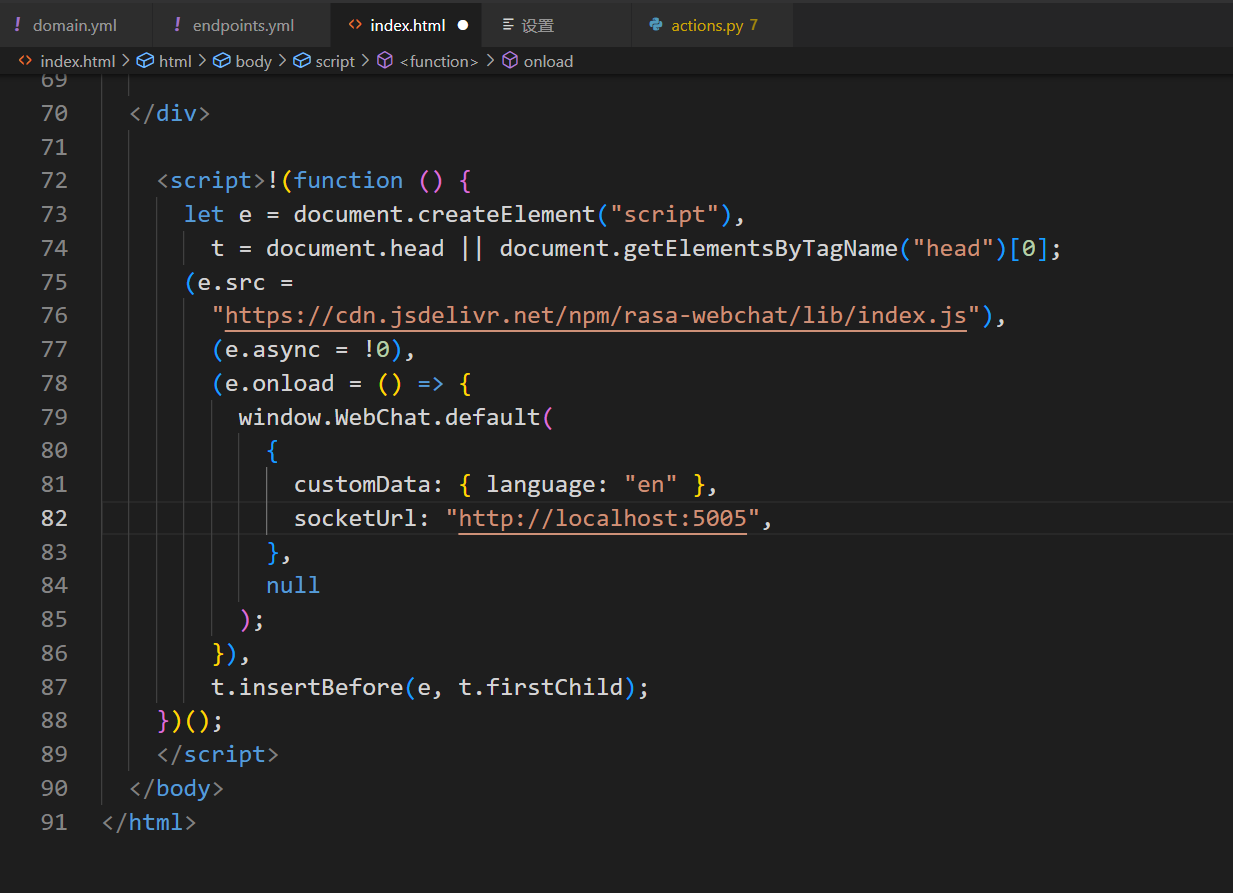 ! domain.yml ! endpoints.yml <> index.html ● 设置 actions.py 7
<> index.html > html > body > script > <function> > onload
69
70 </div>
71
72 <script>!(function () {
73 let e = document.createElement("script"),
74 t = document.head || document.getElementsByTagName("head")[0];
75 (e.src =
76 "https://cdn.jsdelivr.net/npm/rasa-webchat/lib/index.js"),
77 (e.async = !0),
78 (e.onload = () => {
79 window.WebChat.default(
80 {
81 customData: { language: "en" },
82 socketUrl: "http://localhost:5005",
83 },
84 null
85 );
86 }),
87 t.insertBefore(e, t.firstChild);
88 })();
89 </script>
90 </body>
91 </html>